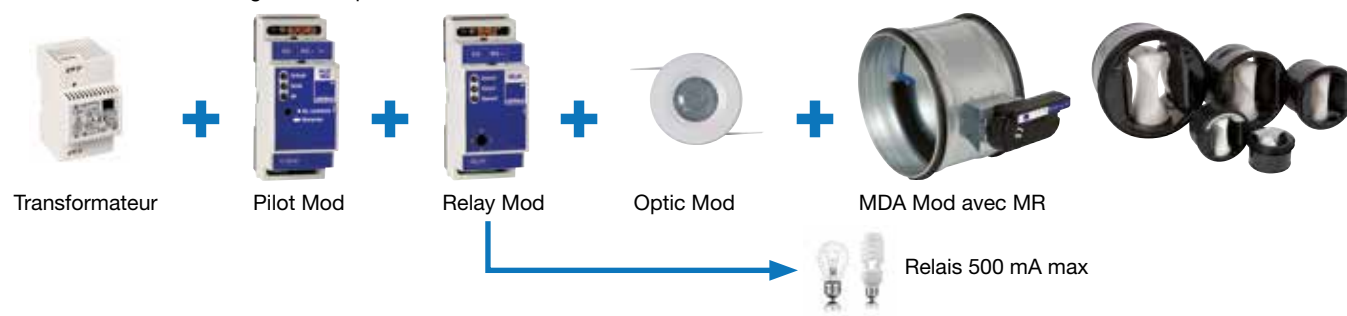 Transformateur
Pilot Mod
Relay Mod
Optic Mod
MDA Mod avec MR
Relais 500 mA max